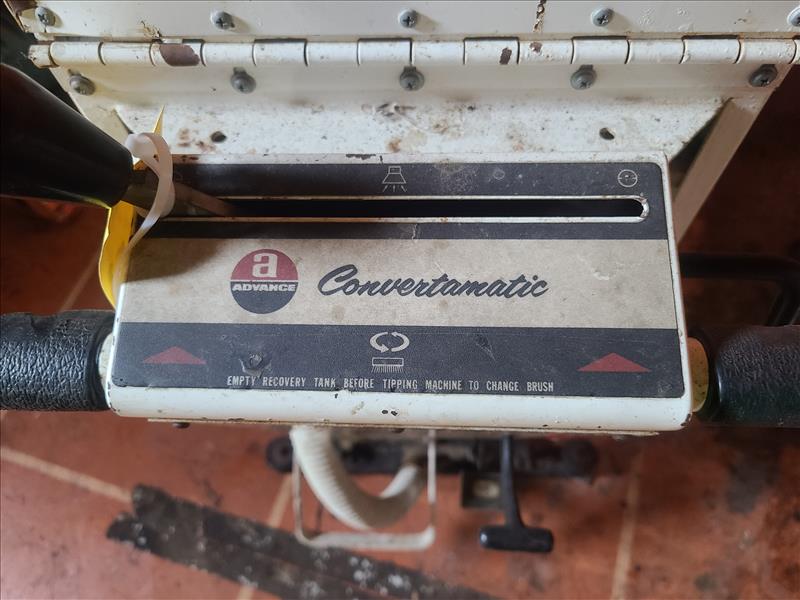 a
ADVANCE
Convertamatic
EMPTY RECOVERY TANK BEFORE TIPPING MACHINE TO CHANGE BRUSH